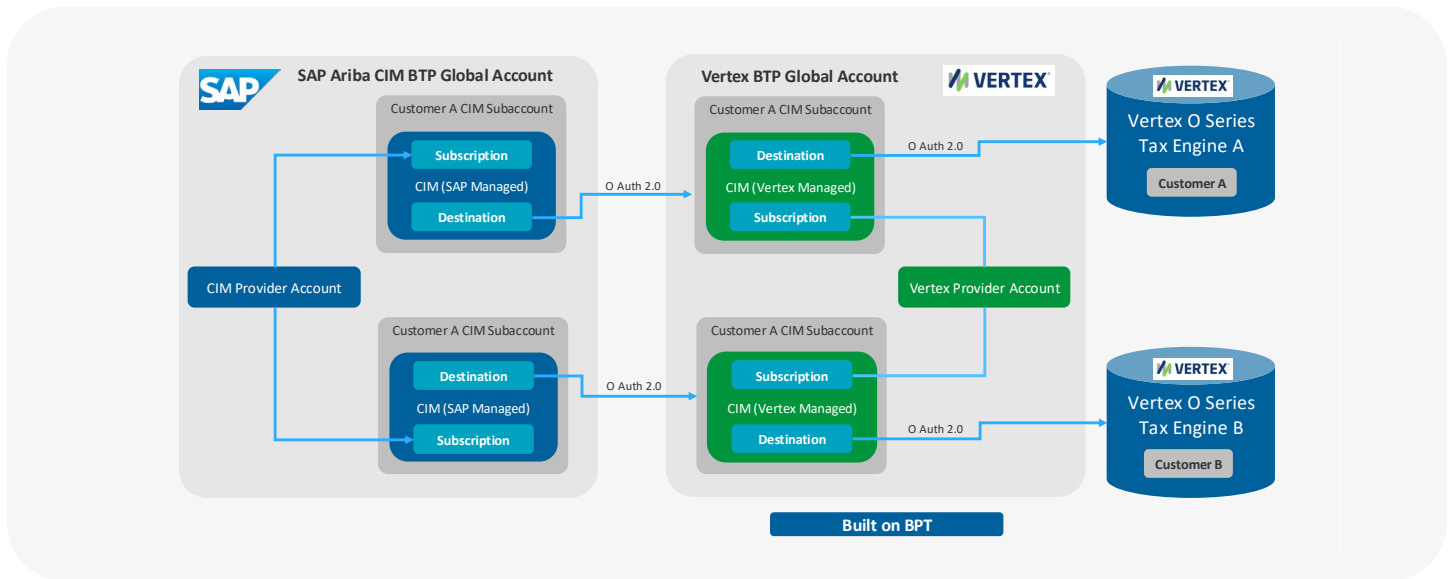 SAP
SAP Ariba CIM BTP Global Account
Customer A CIM Subaccount
Subscription
CIM (SAP Managed)
Destination
O Auth 2.0
CIM Provider Account
Customer A CIM Subaccount
Destination
CIM (SAP Managed)
Subscription
O Auth 2.0
Vertex BTP Global Account
VERTEX
Customer A CIM Subaccount
Destination
CIM (Vertex Managed)
Subscription
O Auth 2.0
Vertex Provider Account
Customer A CIM Subaccount
Subscription
CIM (Vertex Managed)
Destination
O Auth 2.0
VERTEX
Vertex O Series
Tax Engine A
Customer A
VERTEX
Vertex O Series
Tax Engine B
Customer B
Built on BPT